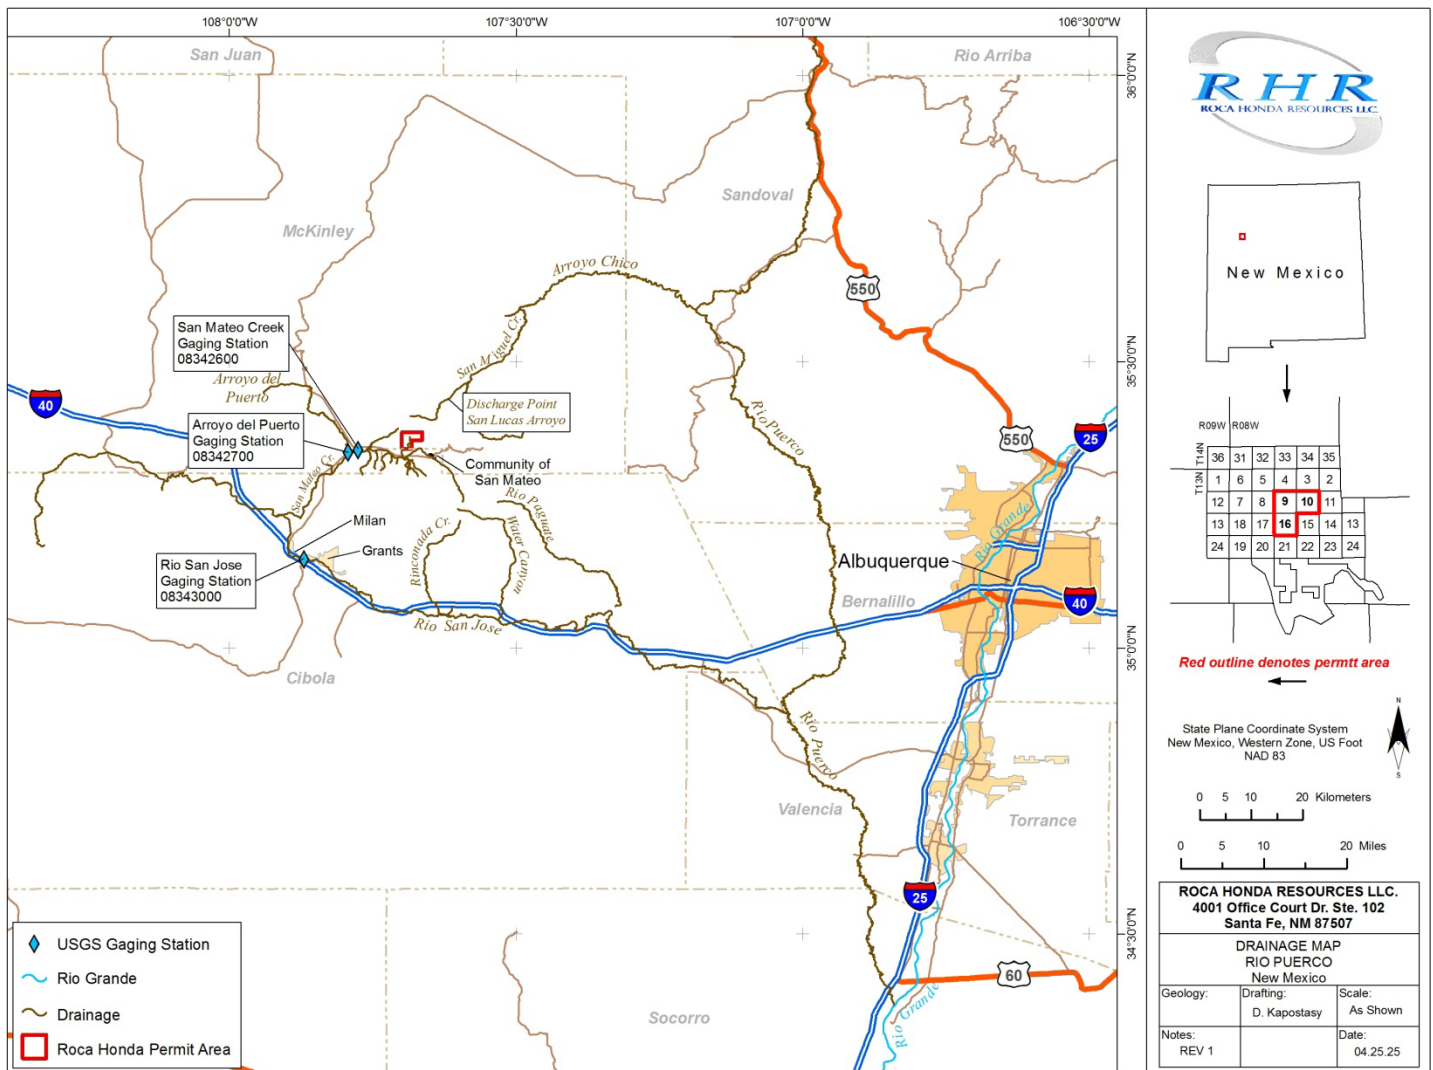 108°0'0"W
107°30'0"W
107°0'0"W
106°30'0"W
San Juan
Rio Arriba
36°0'0"N
Sandoval
McKinley
Arroyo Chico
550
San Mateo Creek
Gaging Station
08342600
San Miguel Cr.
35°30'0"N
Arroyo del
Puerto
40
Discharge Point
San Lucas Arroyo
Rio Puerco
Arroyo del Puerto
Gaging Station
08342700
550
25
Community of
San Mateo
San Mateo Cr.
Rio Paguate
Milan
Rinconada Cr.
Water Canyon
Rio Grande
Grants
Rio San Jose
Gaging Station
08343000
Albuquerque
Bernalillo
40
Rio San Jose
35°0'0"N
Cibola
Rio Puerco
Valencia
Torrance
25
34°30'0"N
60
Rio Grande
Socorro
USGS Gaging Station
Rio Grande
Drainage
Roca Honda Permit Area
RHR
ROCA HONDA RESOURCES LLC.
New Mexico
R09W R08W
T14N
T13N
36 31 32 33 34 35
1 6 5 4 3 2
12 7 8 9 10 11
13 18 17 16 15 14 13
24 19 20 21 22 23 24
Red outline denotes permtt area
N
S
State Plane Coordinate System
New Mexico, Western Zone, US Foot
NAD 83
0 5 10 20 Kilometers
0 5 10 20 Miles
ROCA HONDA RESOURCES LLC.
4001 Office Court Dr. Ste. 102
Santa Fe, NM 87507
DRAINAGE MAP
RIO PUERCO
New Mexico
Geology:
Drafting:
D. Kapostasy
Scale:
As Shown
Notes:
REV 1
Date:
04.25.25